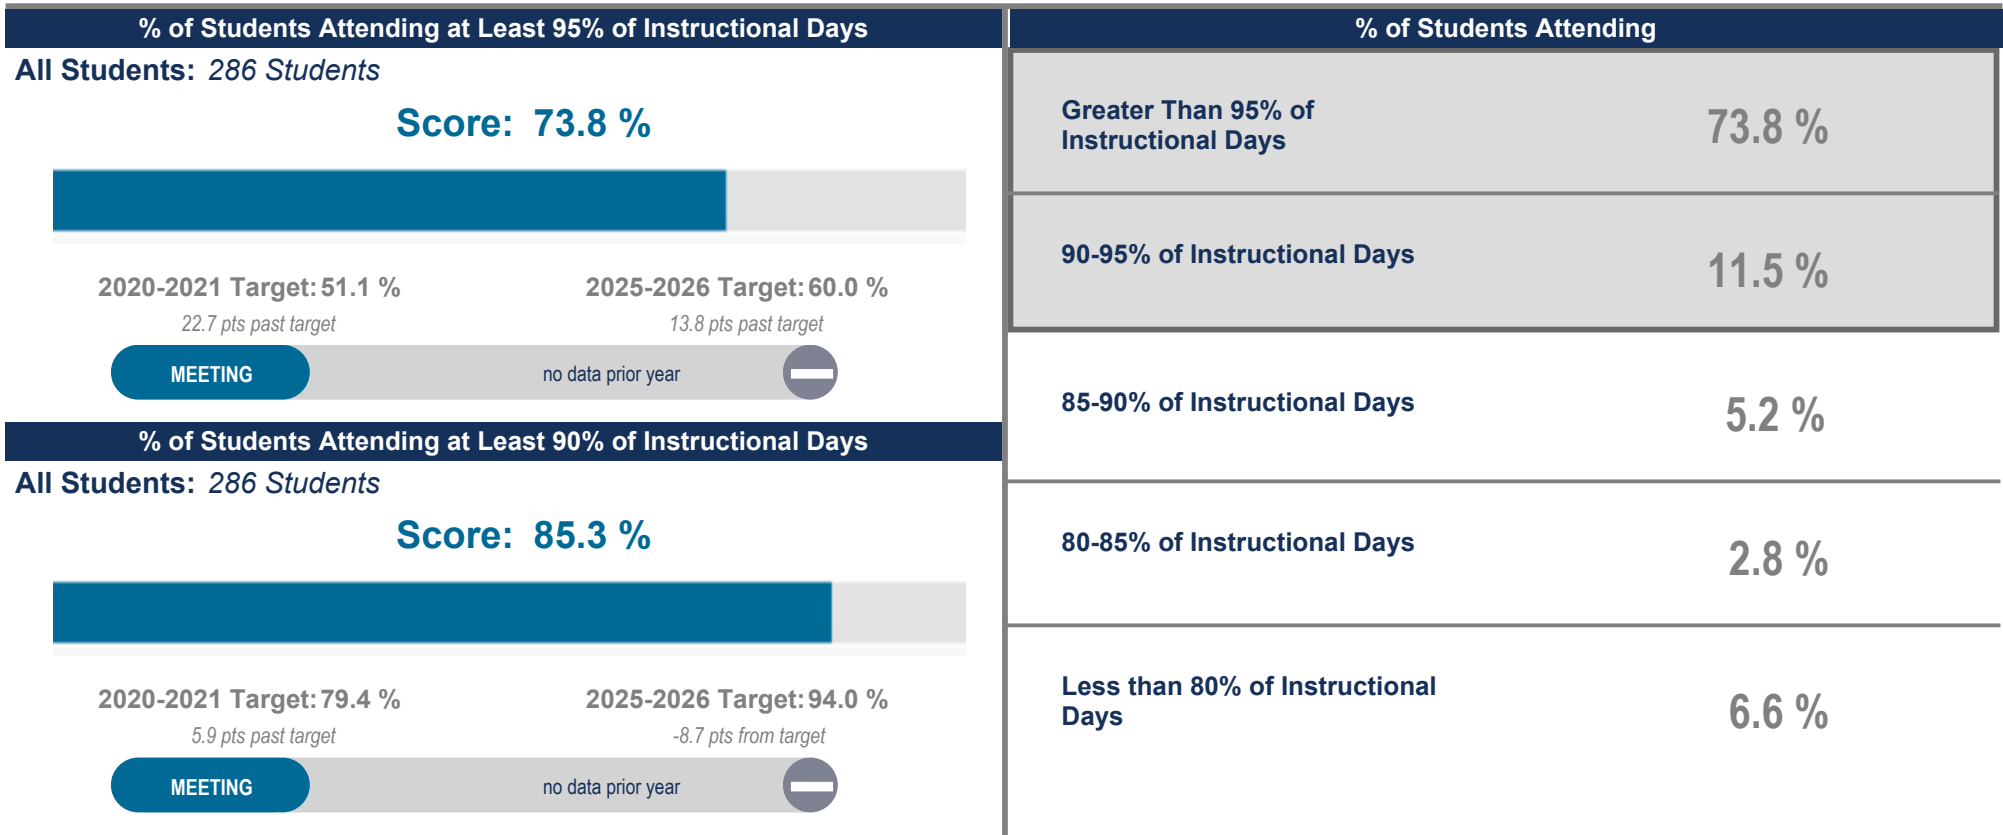 % of Students Attending at Least 95% of Instructional Days
All Students: 286 Students
Score: 73.8 %
2020-2021 Target: 51.1 %
22.7 pts past target
2025-2026 Target: 60.0 %
13.8 pts past target
MEETING
no data prior year
% of Students Attending at Least 90% of Instructional Days
All Students: 286 Students
Score: 85.3 %
2020-2021 Target: 79.4 %
5.9 pts past target
2025-2026 Target: 94.0 %
-8.7 pts from target
MEETING
no data prior year
% of Students Attending
Greater Than 95% of
Instructional Days
73.8 %
90-95% of Instructional Days
11.5 %
85-90% of Instructional Days
5.2 %
80-85% of Instructional Days
2.8 %
Less than 80% of Instructional
Days
6.6 %